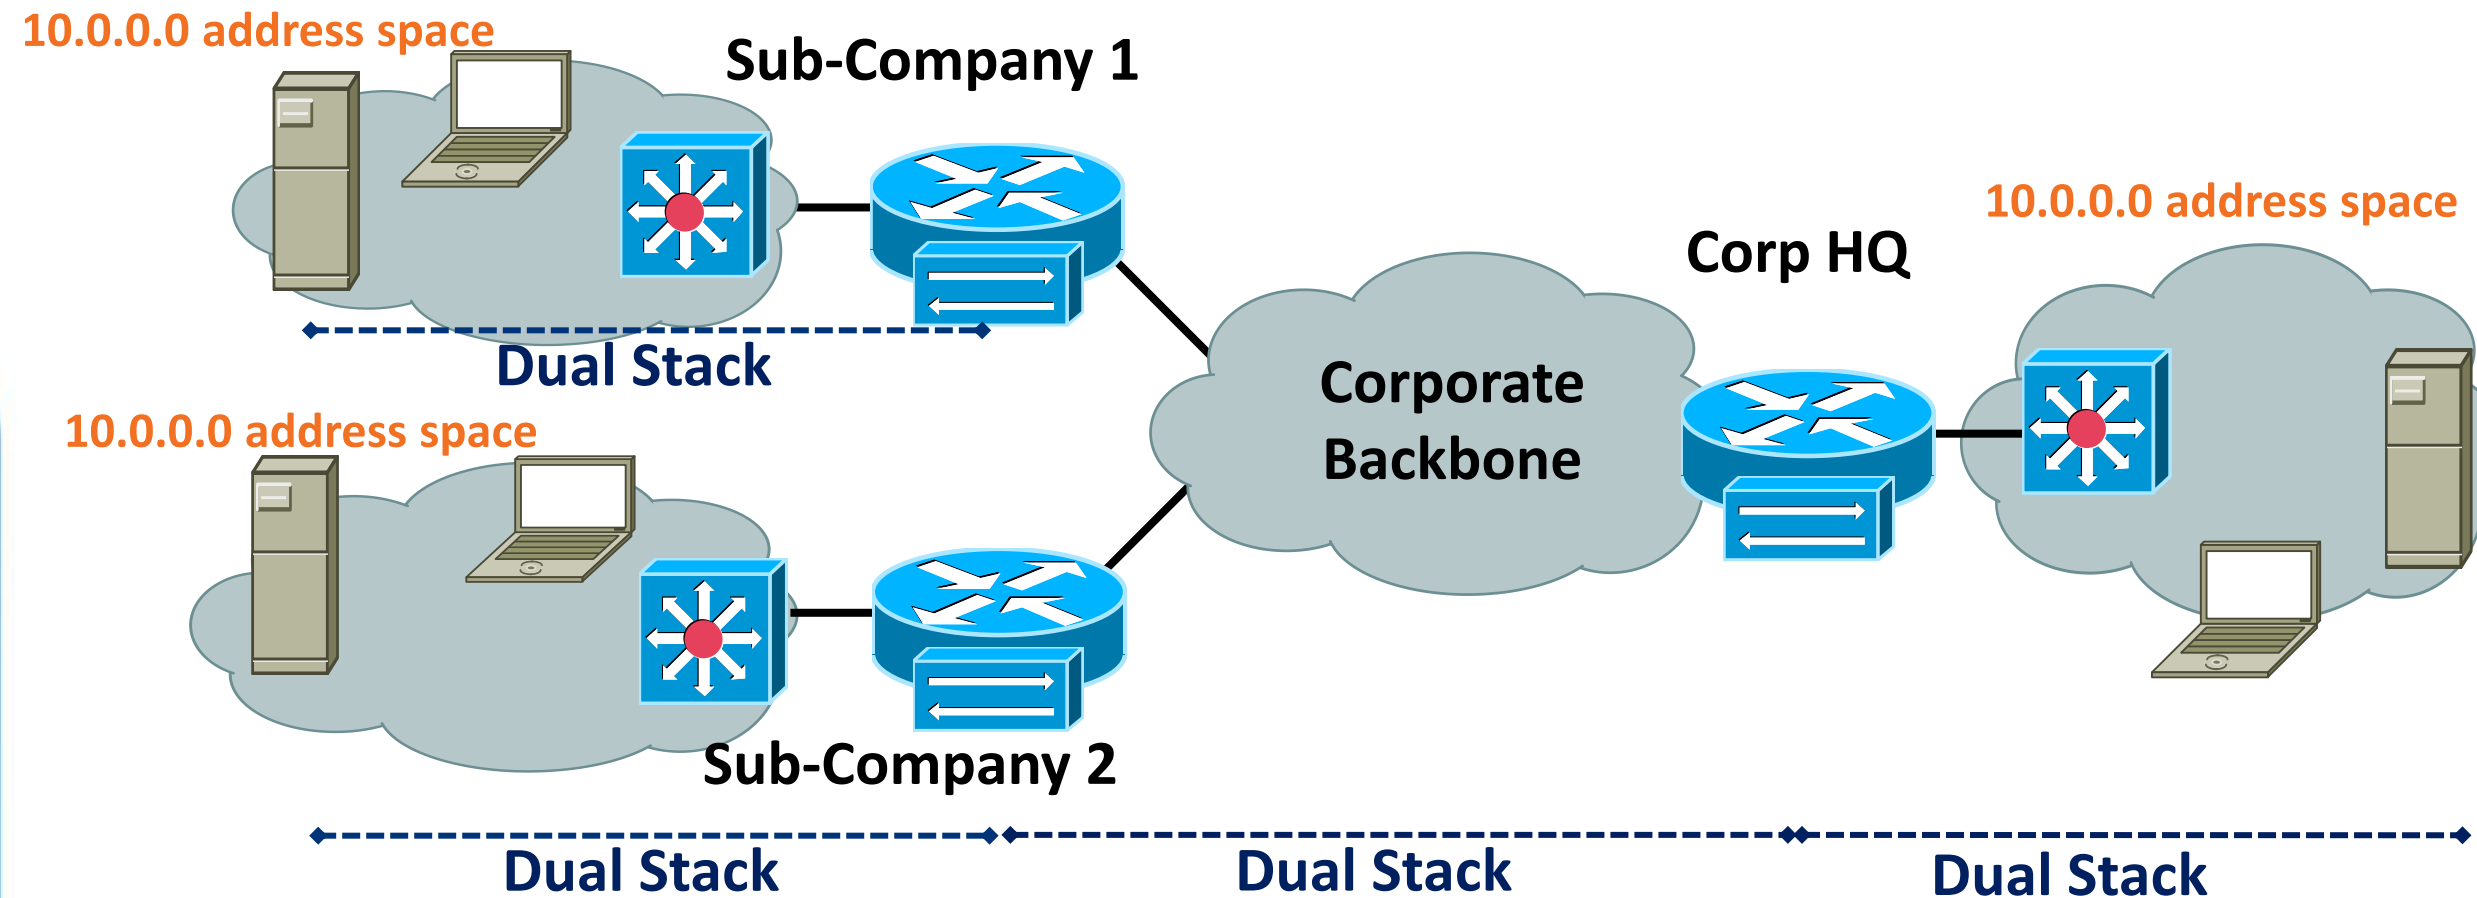 10.0.0.0 address space
Sub-Company 1
Dual Stack
10.0.0.0 address space
Corp HQ
Corporate
Backbone
10.0.0.0 address space
Sub-Company 2
Dual Stack
Dual Stack
Dual Stack